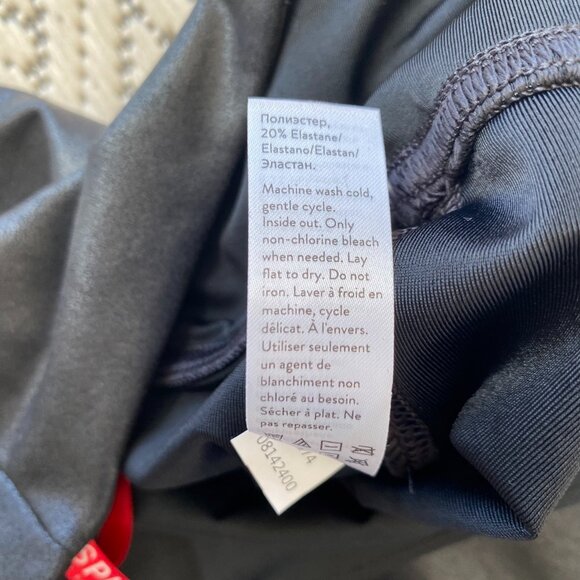 Полиэстер,
20% Elastane/
Elastano/Elastan/
Эластан.
Machine wash cold,
gentle cycle.
Inside out. Only
non-chlorine bleach
when needed. Lay
flat to dry. Do not
iron. Laver à froid en
machine, cycle
délicat. À l'envers.
Utiliser seulement
un agent de
blanchiment non
chloré au besoin.
Sécher à plat. Ne
pas repasser.
08142400
SP